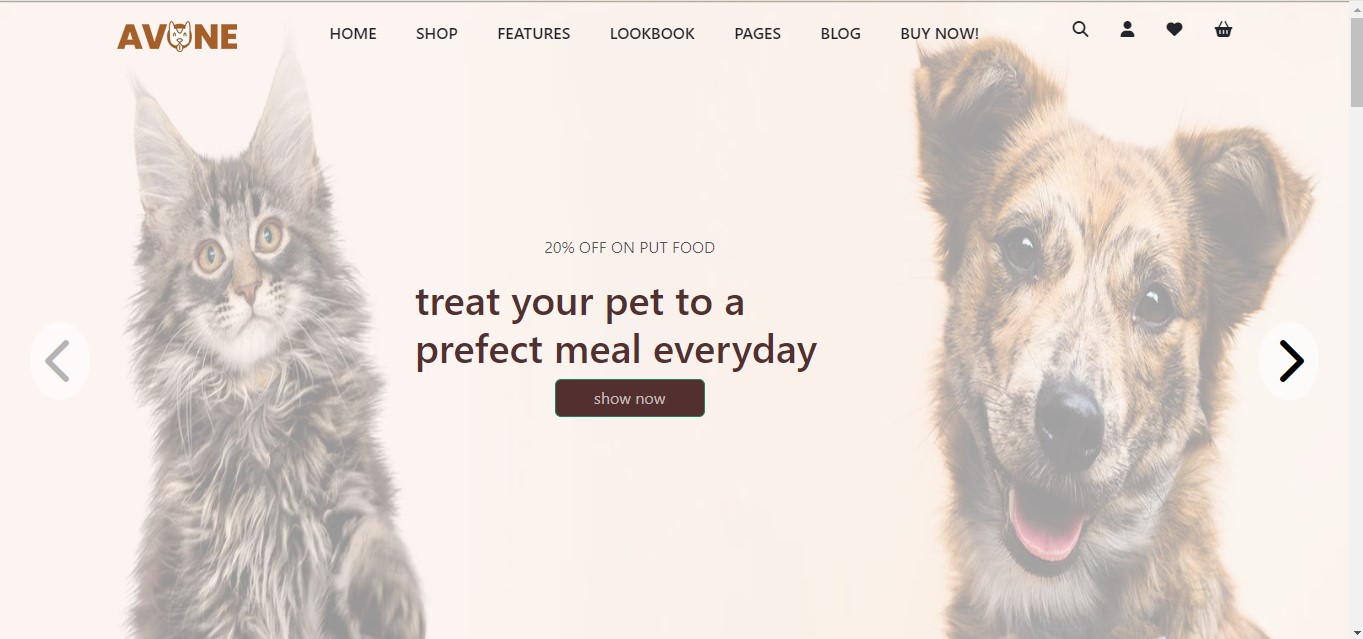 AVONE
HOME SHOP FEATURES LOOKBOOK PAGES BLOG BUY NOW!
20% OFF ON PUT FOOD
treat your pet to a
prefect meal everyday
show now